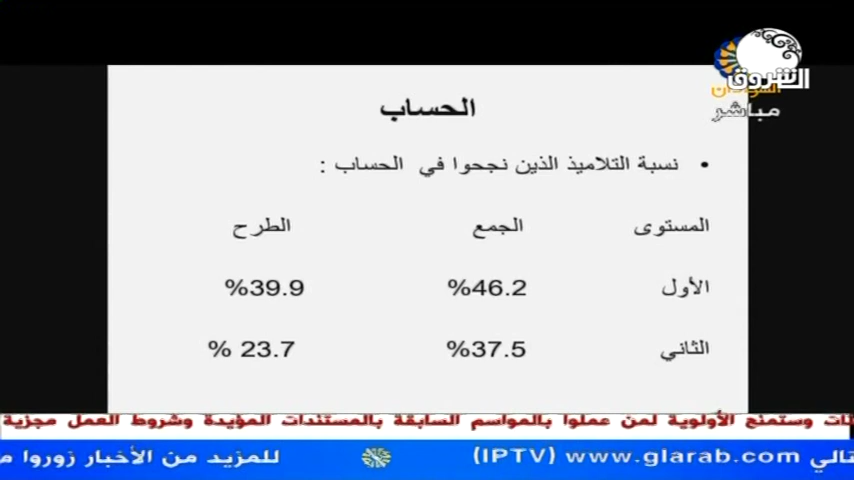 الشروق
السودان
مباشر
الحساب
• نسبة التلاميذ الذين نجحوا في الحساب :
المستوى الجمع الطرح
الأول 46.2% 39.9%
الثاني 37.5% 23.7 %
وستمنح الأولوية لمن عملوا بالمواسم السابقة بالمستندات المؤيدة وشروط العمل مجزية
www.glarab.com (IPTV) للمزيد من الأخبار زوروا